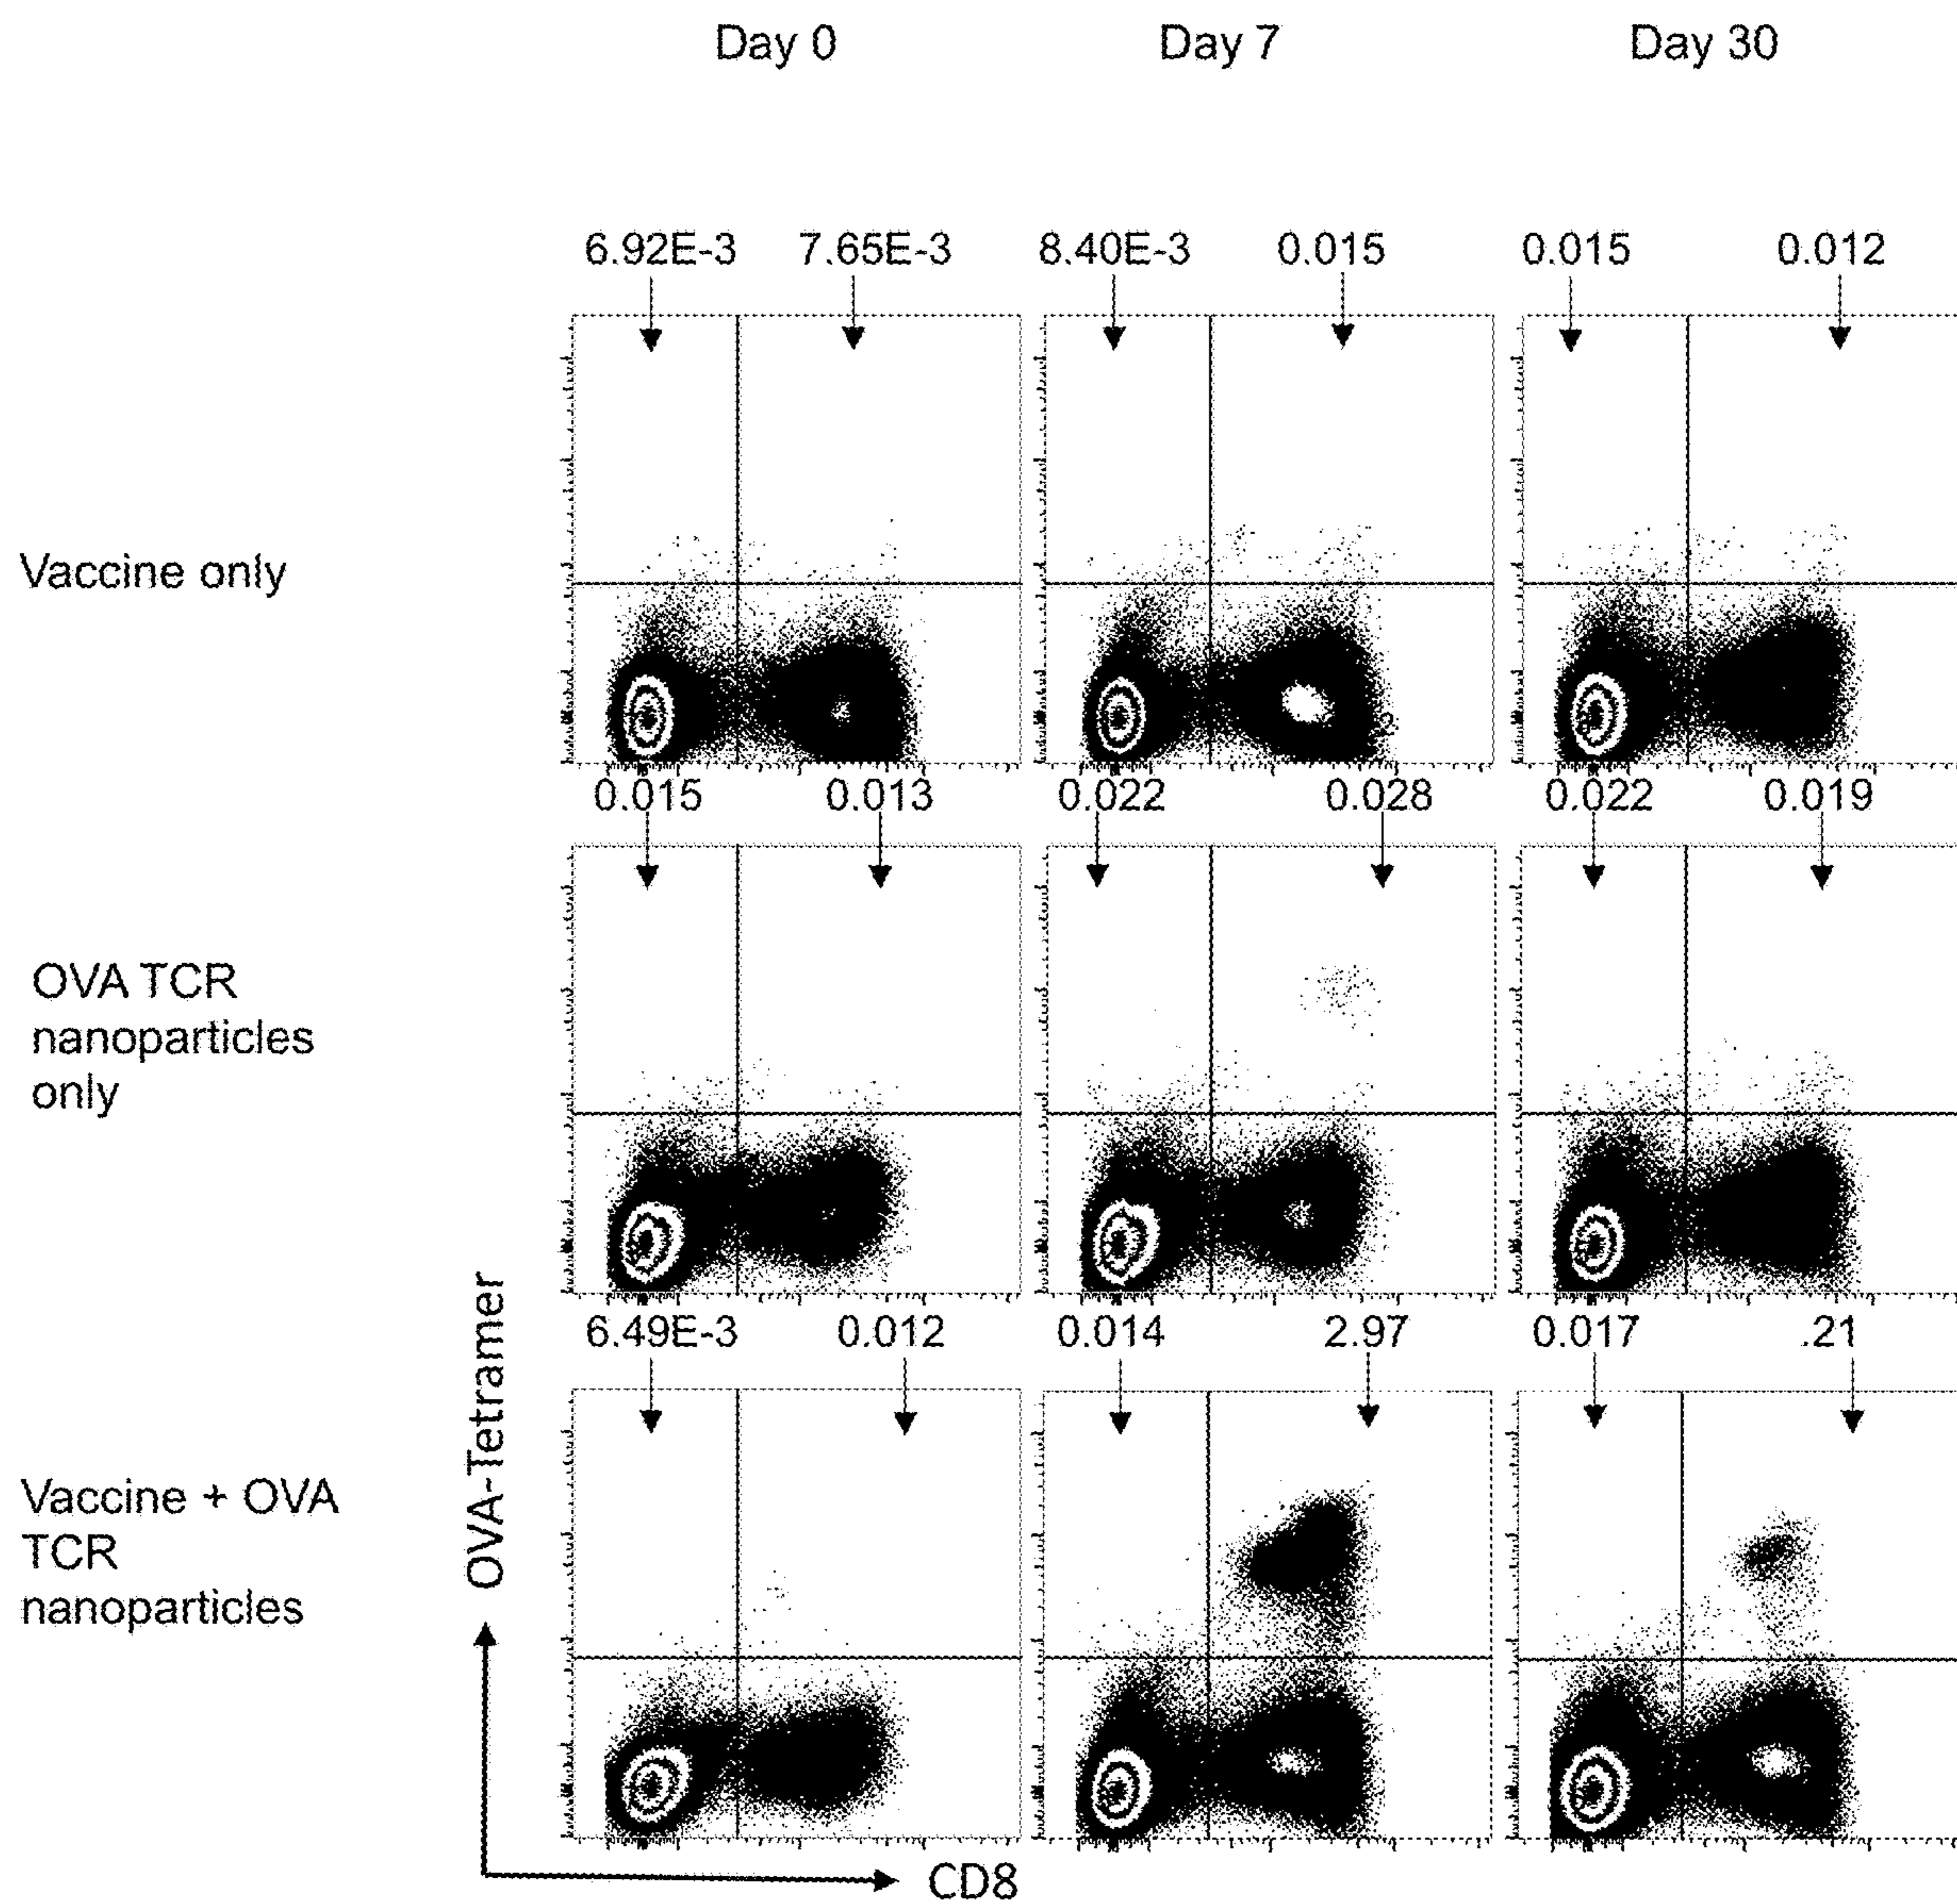 Day 0 Day 7 Day 30
6.92E-3 7.65E-3 8.40E-3 0.015 0.015 0.012
Vaccine only
0.015 0.013 0.022 0.028 0.022 0.019
OVA TCR
nanoparticles
only
6.49E-3 0.012 0.014 2.97 0.017 .21
Vaccine + OVA
TCR
nanoparticles
OVA-Tetramer
CD8